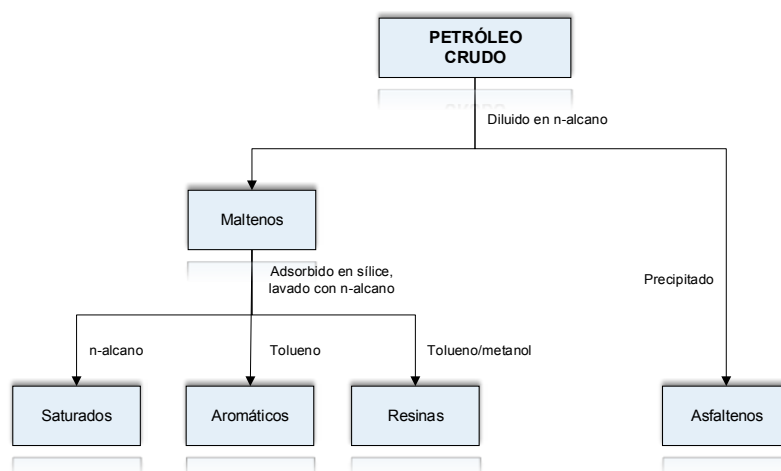 PETRÓLEO
CRUDO
Diluido en n-alcano
Maltenos
Adsorbido en sílice,
lavado con n-alcano
Precipitado
n-alcano
Tolueno
Tolueno/metanol
Saturados
Aromáticos
Resinas
Asfaltenos